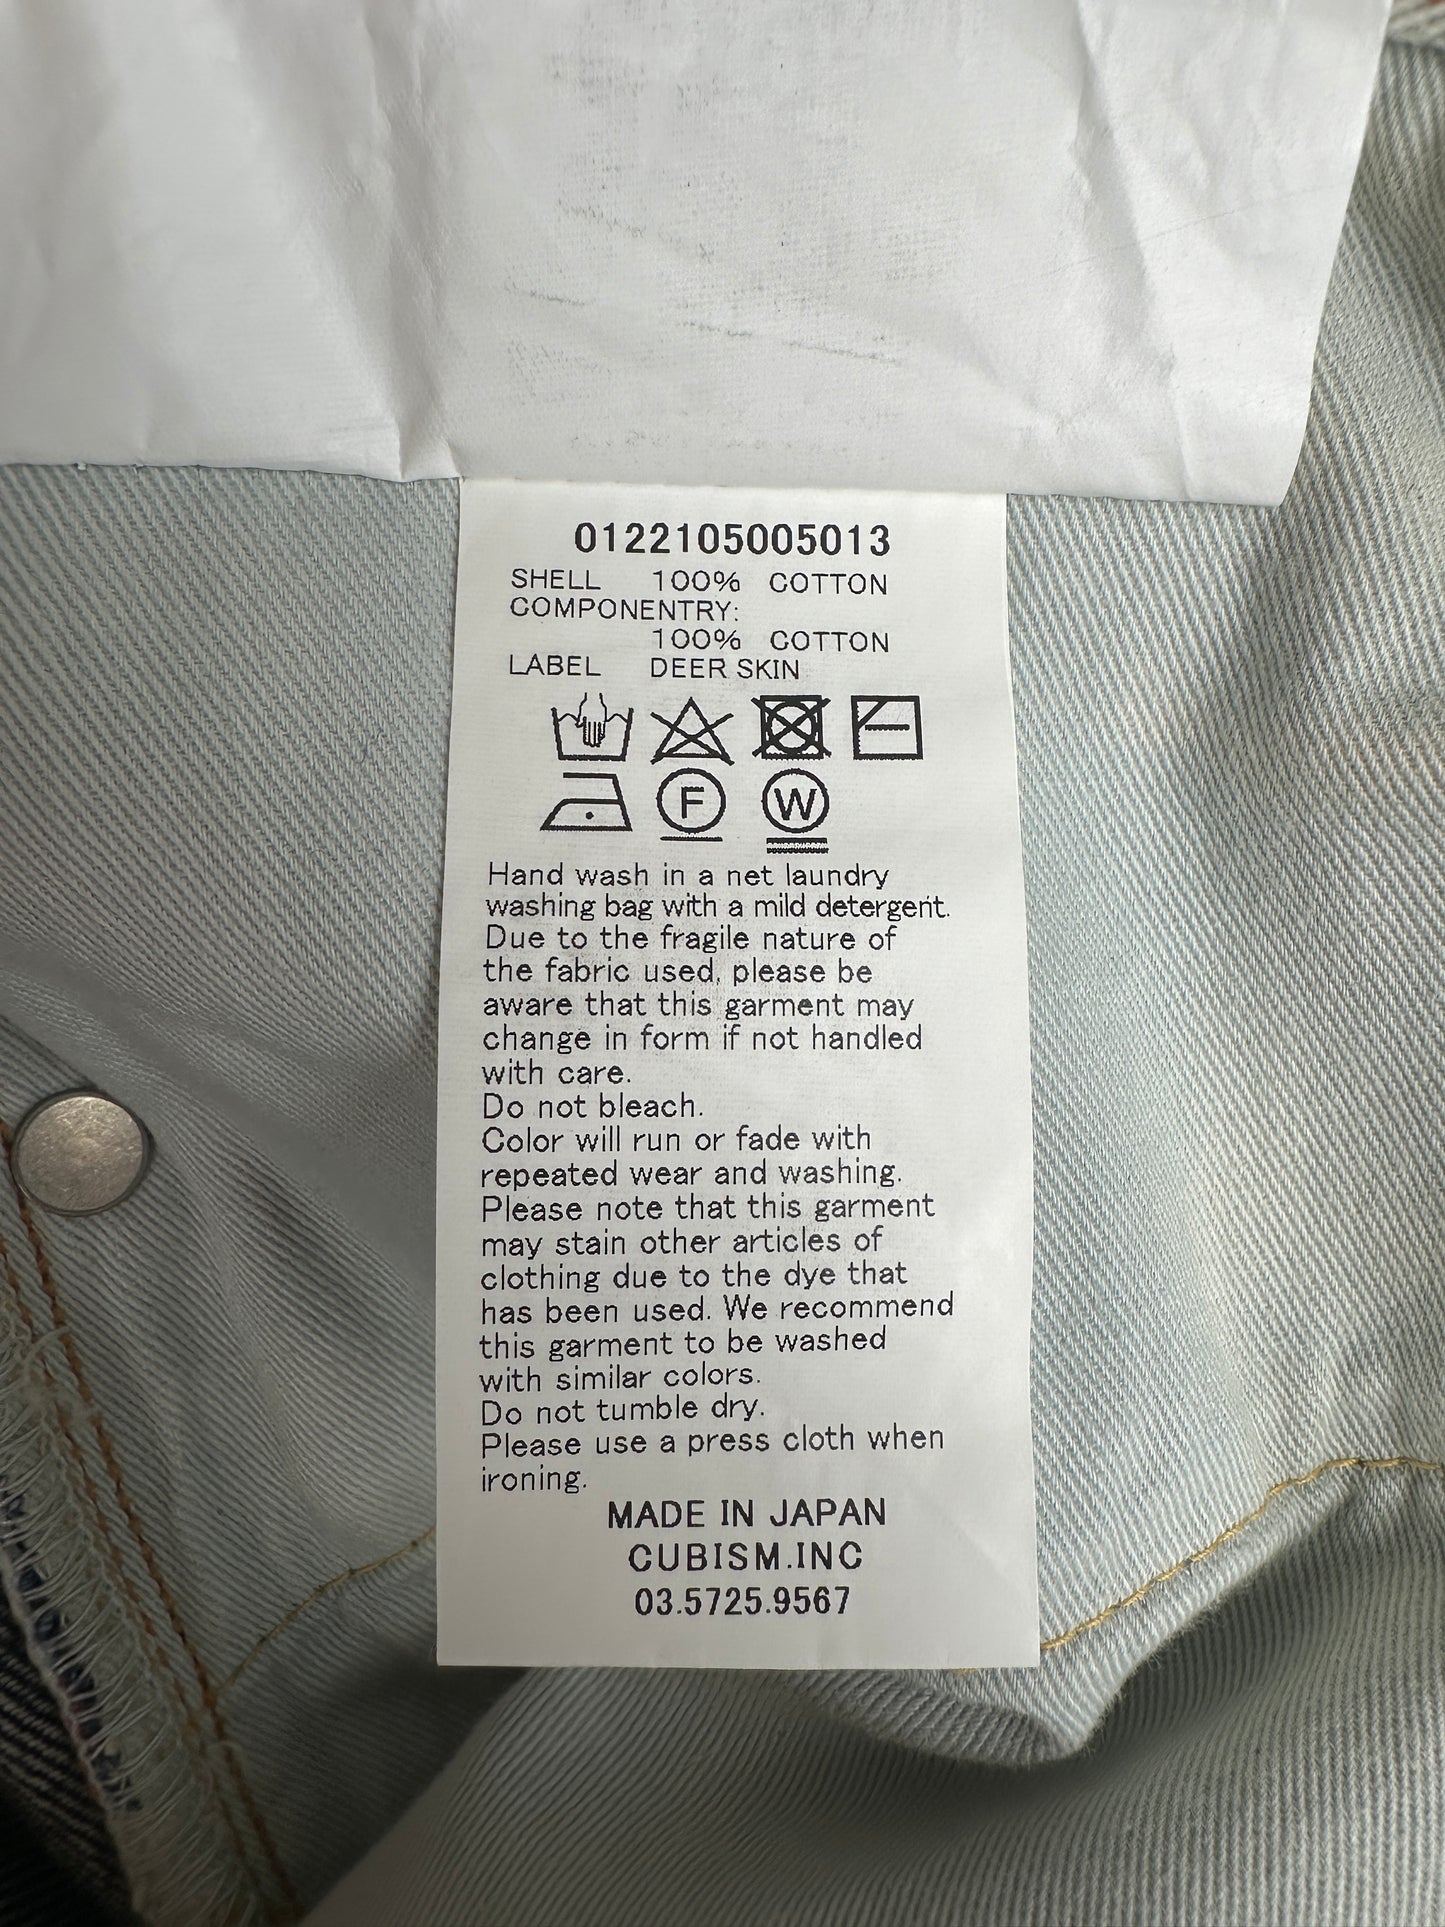 0122105005013
SHELL 100% COTTON
COMPONENTRY:
100% COTTON
LABEL DEER SKIN
F W
Hand wash in a net laundry
washing bag with a mild detergent.
Due to the fragile nature of
the fabric used, please be
aware that this garment may
change in form if not handled
with care.
Do not bleach.
Color will run or fade with
repeated wear and washing.
Please note that this garment
may stain other articles of
clothing due to the dye that
has been used. We recommend
this garment to be washed
with similar colors.
Do not tumble dry.
Please use a press cloth when
ironing.
MADE IN JAPAN
CUBISM.INC
03.5725.9567